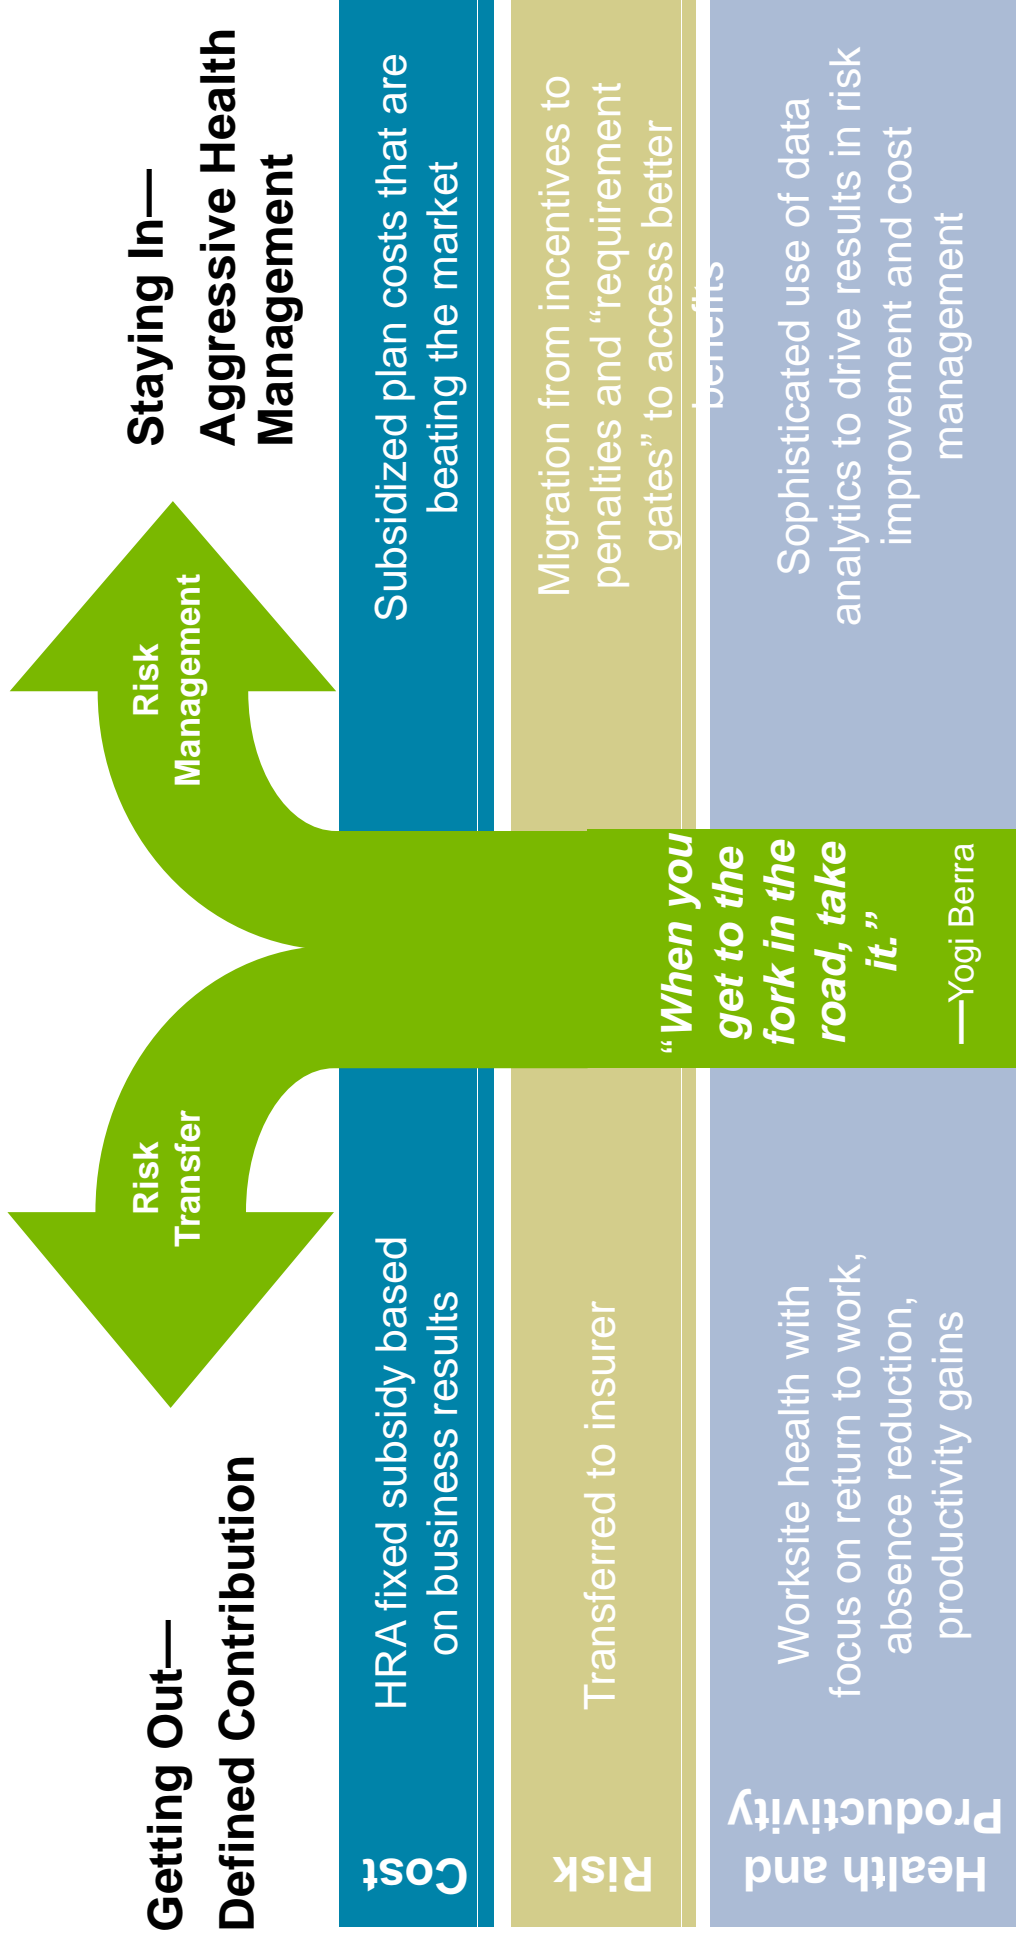 Getting Out—
Defined Contribution
Risk
Transfer
Risk
Management
Staying In—
Aggressive Health
Management
Cost
HRA fixed subsidy based
on business results
Subsidized plan costs that are
beating the market
Risk
Transferred to insurer
Migration from incentives to
penalties and “requirement
gates” to access better
benefits
Health and
Productivity
Worksite health with
focus on return to work,
absence reduction,
productivity gains
“When you
get to the
fork in the
road, take
it.”
—Yogi Berra
Sophisticated use of data
analytics to drive results in risk
improvement and cost
management